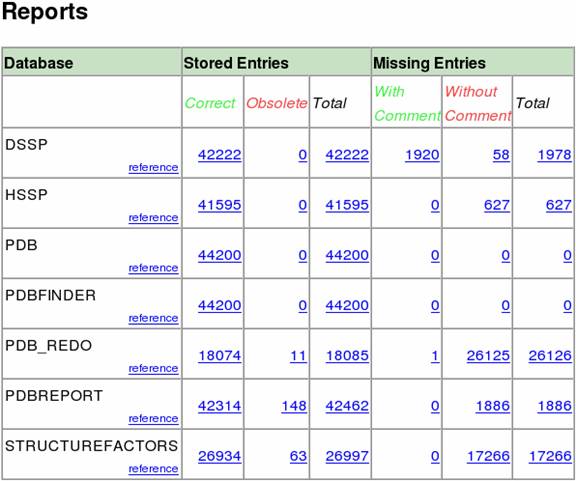 Reports
Database Stored Entries Missing Entries
Correct Obsolete Total With Comment Without Comment Total
DSSP
reference 42222 0 42222 1920 58 1978
HSSP
reference 41595 0 41595 0 627 627
PDB
reference 44200 0 44200 0 0 0
PDBFINDER
reference 44200 0 44200 0 0 0
PDB_REDO
reference 18074 11 18085 1 26125 26126
PDBREPORT
reference 42314 148 42462 0 1886 1886
STRUCTUREFACTORS
reference 26934 63 26997 0 17266 17266